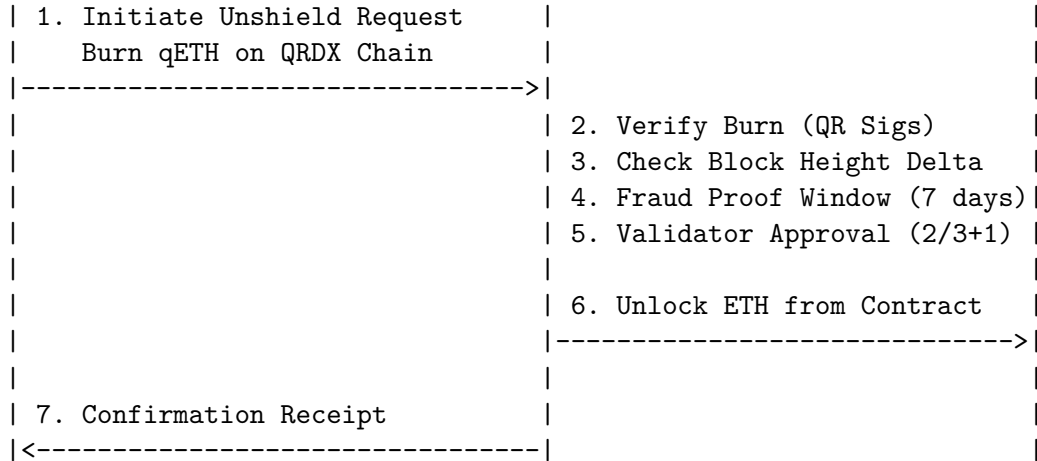 1. Initiate Unshield Request
Burn qETH on QRDX Chain
2. Verify Burn (QR Sigs)
3. Check Block Height Delta
4. Fraud Proof Window (7 days)
5. Validator Approval (2/3+1)
6. Unlock ETH from Contract
7. Confirmation Receipt